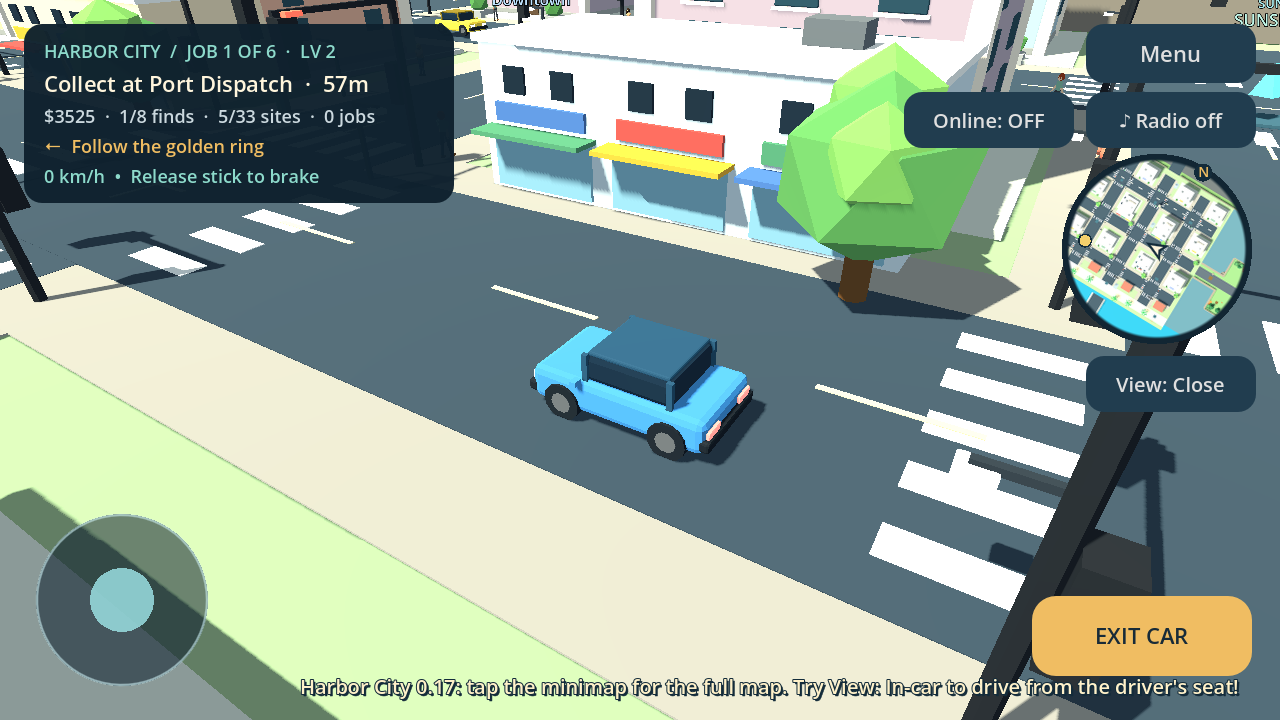 Downtown
HARBOR CITY / JOB 1 OF 6 · LV 2
Collect at Port Dispatch · 57m
$3525 · 1/8 finds · 5/33 sites · 0 jobs
← Follow the golden ring
0 km/h • Release stick to brake
Menu
Online: OFF
♪ Radio off
N
View: Close
EXIT CAR
Harbor City 0.17: tap the minimap for the full map. Try View: In-car to drive from the driver's seat!